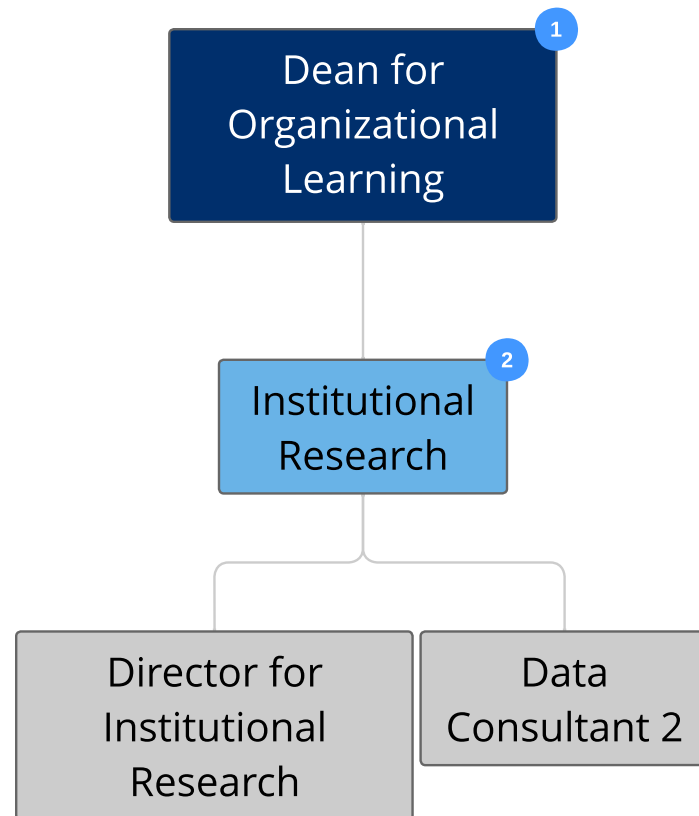 1
Dean for
Organizational
Learning
2
Institutional
Research
Director for
Institutional
Research
Data
Consultant 2